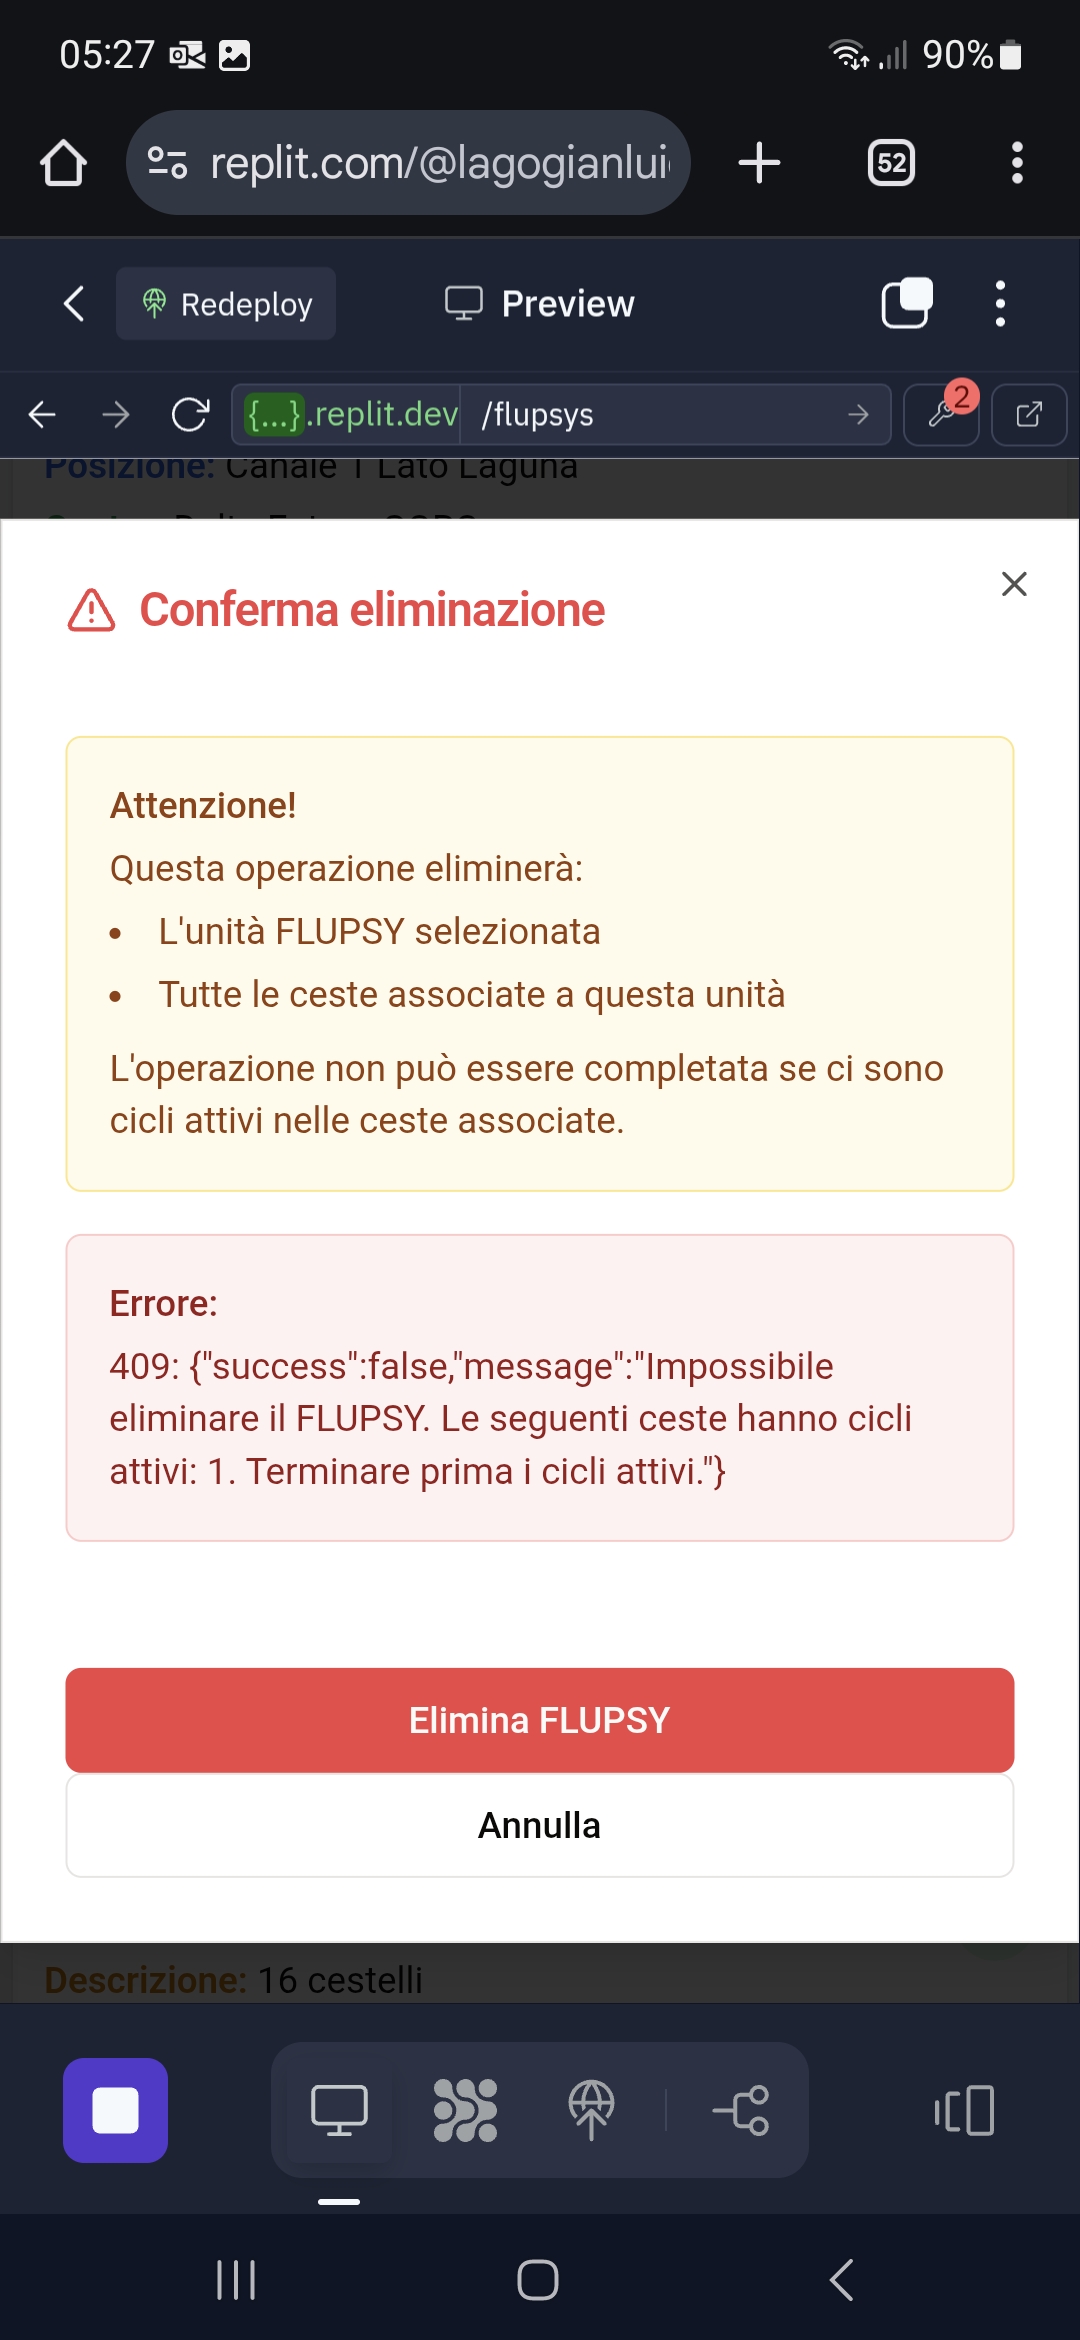 05:27
90%
replit.com/@lagogianlui
52
Redeploy
Preview
{...}.replit.dev
/flupsys
2
Posizione: Canale 1 Lato Laguna
Conferma eliminazione
Attenzione!
Questa operazione eliminerà:
• L'unità FLUPSY selezionata
• Tutte le ceste associate a questa unità
L'operazione non può essere completata se ci sono
cicli attivi nelle ceste associate.
Errore:
409: {"success":false,"message":"Impossibile
eliminare il FLUPSY. Le seguenti ceste hanno cicli
attivi: 1. Terminare prima i cicli attivi."}
Elimina FLUPSY
Annulla
Descrizione: 16 cestelli